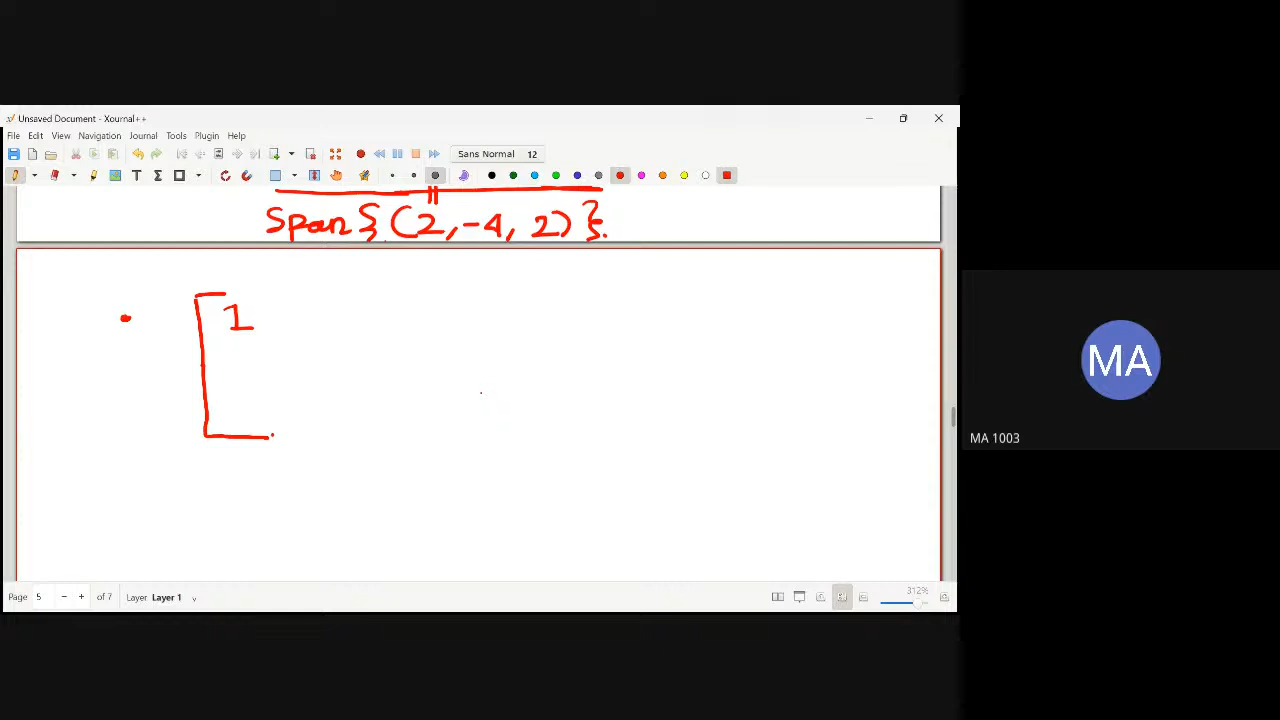 Unsaved Document - Xournal++
File Edit View Navigation Journal Tools Plugin Help
Sans Normal 12
Span{(2,-4, 2)}.
[1
MA
MA 1003
Page 5 - + of 7 Layer Layer 1 312%